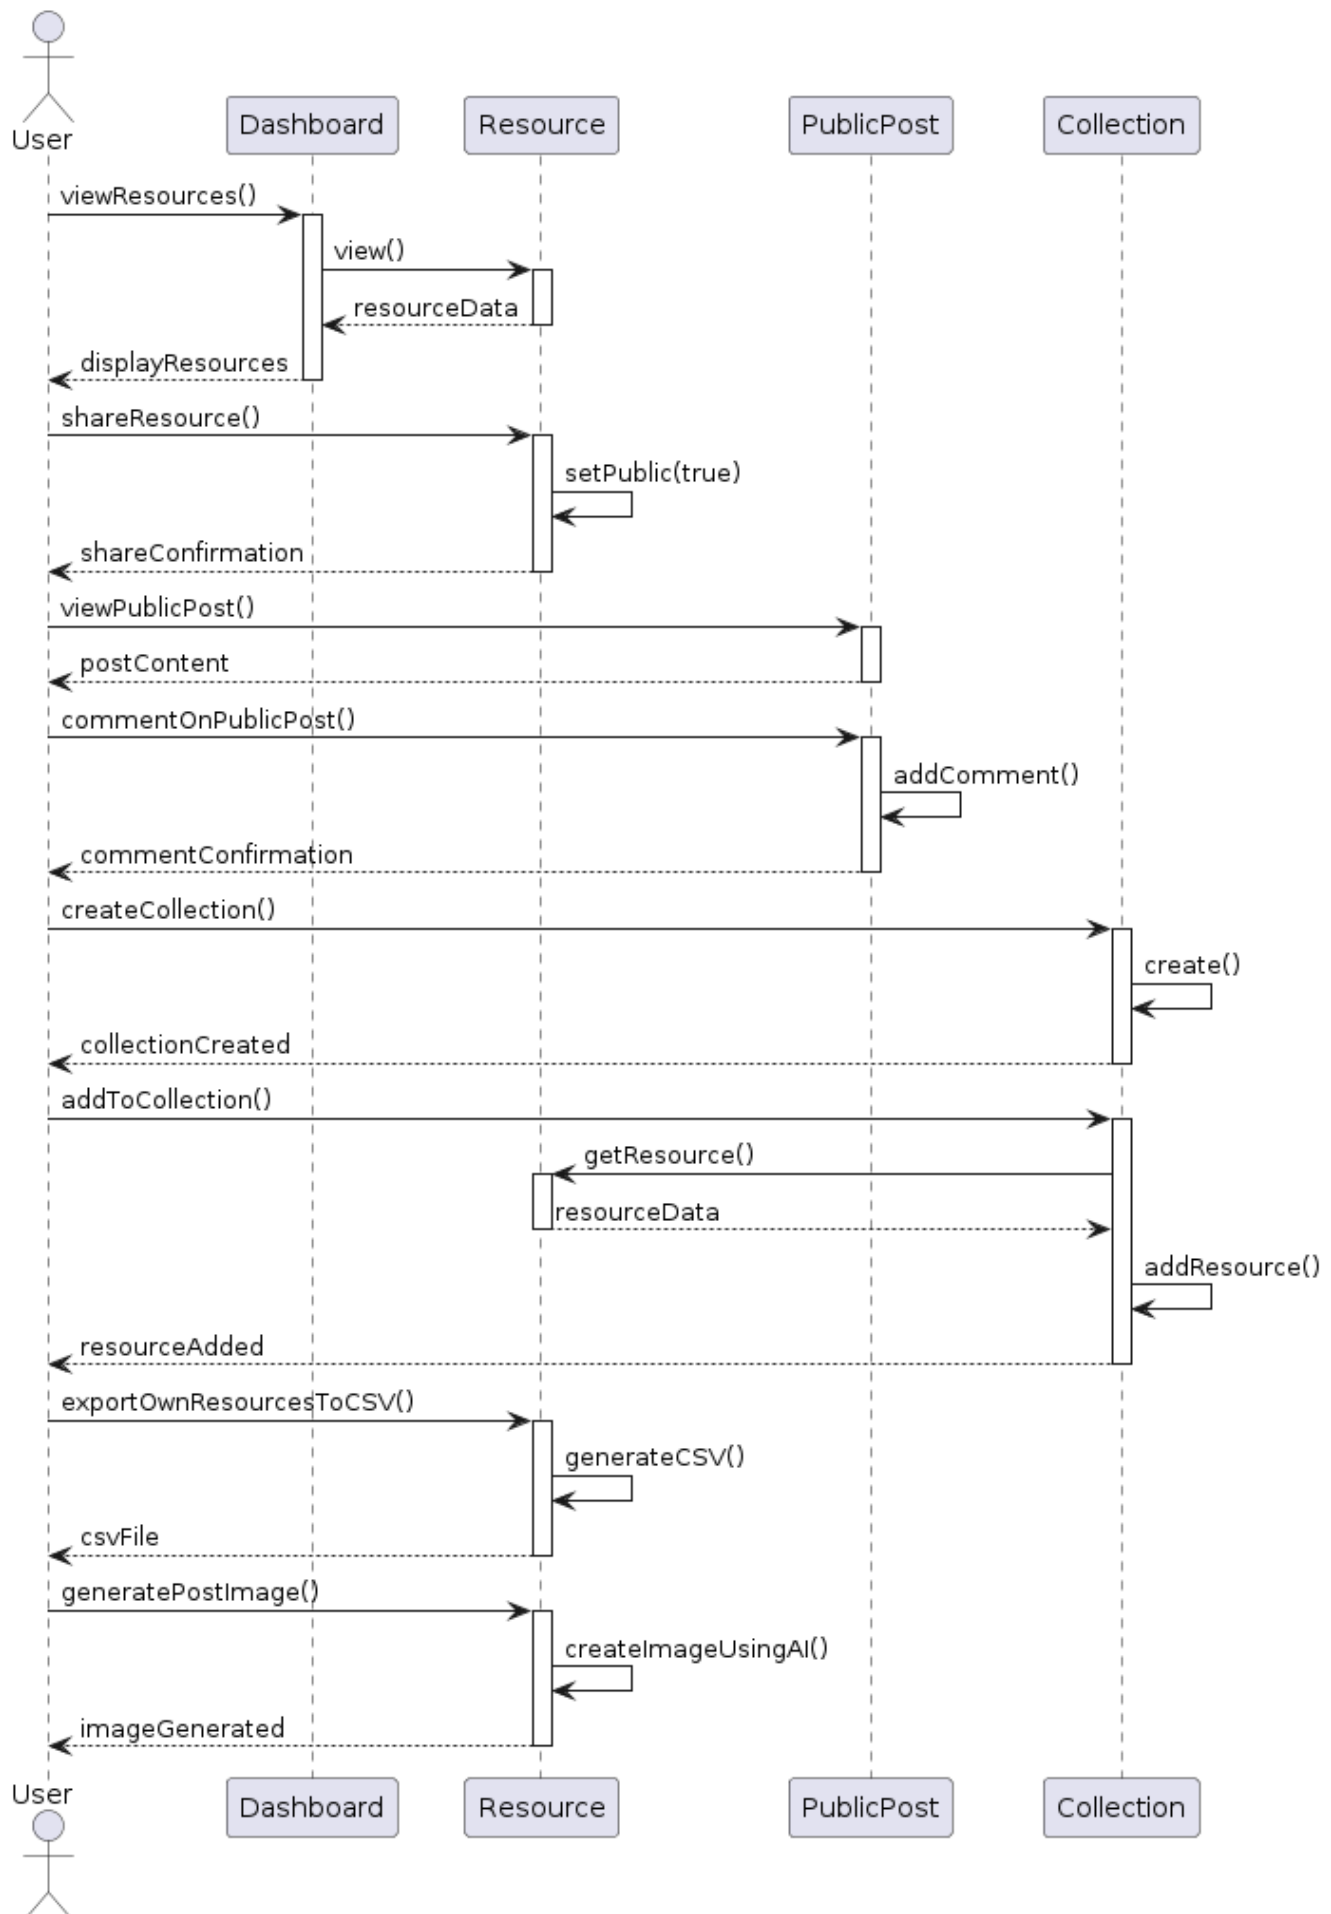 User
Dashboard
Resource
PublicPost
Collection
viewResources()
view()
resourceData
displayResources
shareResource()
setPublic(true)
shareConfirmation
viewPublicPost()
postContent
commentOnPublicPost()
addComment()
commentConfirmation
createCollection()
create()
collectionCreated
addToCollection()
getResource()
resourceData
addResource()
resourceAdded
exportOwnResourcesToCSV()
generateCSV()
csvFile
generatePostImage()
createImageUsingAI()
imageGenerated
User
Dashboard
Resource
PublicPost
Collection